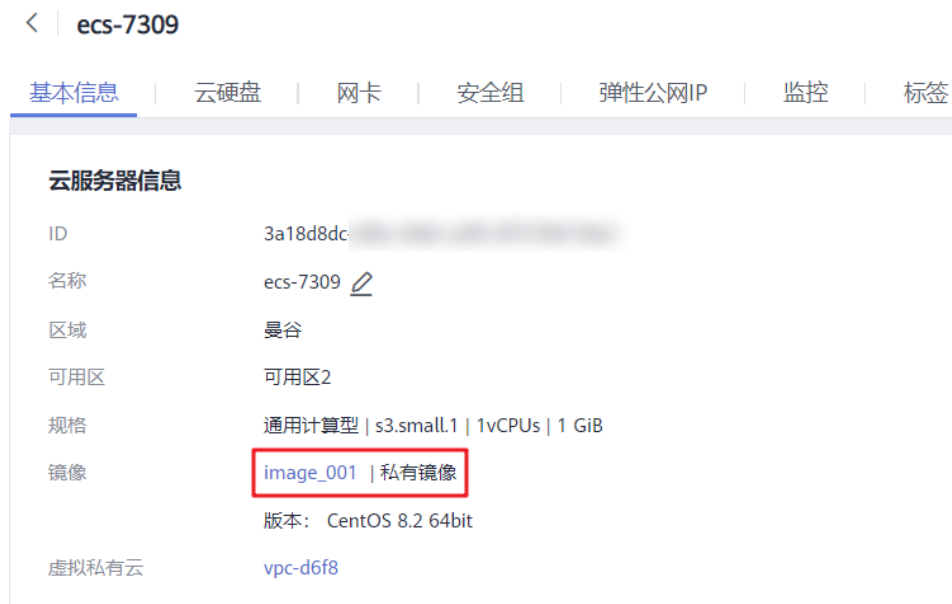 ecs-7309
基本信息 云硬盘 网卡 安全组 弹性公网IP 监控 标签
云服务器信息
ID 3a18d8dc-
名称 ecs-7309
区域 曼谷
可用区 可用区2
规格 通用计算型 | s3.small.1 | 1vCPUs | 1 GiB
镜像 image_001 | 私有镜像
版本： CentOS 8.2 64bit
虚拟私有云 vpc-d6f8